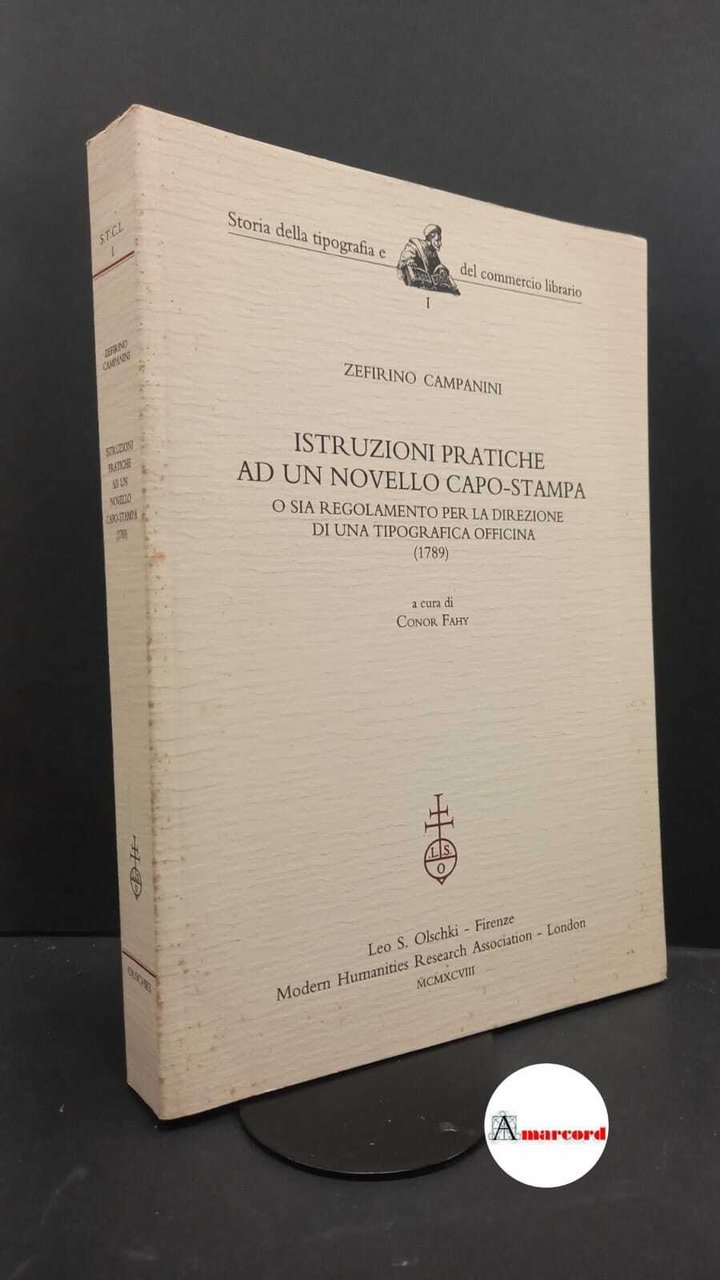 S.T.C.L.
I
ZEFIRINO
CAMPANINI
ISTRUZIONI
PRATICHE
AD UN
NOVELLO
CAPO-STAMPA
(1789)
OLSCHKI
Storia della tipografia e del commercio librario
I
ZEFIRINO CAMPANINI
ISTRUZIONI PRATICHE
AD UN NOVELLO CAPO-STAMPA
O SIA REGOLAMENTO PER LA DIREZIONE
DI UNA TIPOGRAFICA OFFICINA
(1789)
a cura di
CONOR FAHY
L. S.
O
Leo S. Olschki - Firenze
Modern Humanities Research Association - London
MCMXCVIII
Amarcord